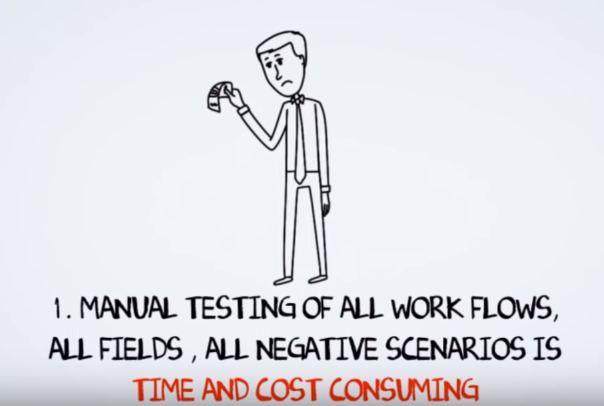 1. MANUAL TESTING OF ALL WORK FLOWS,
ALL FIELDS , ALL NEGATIVE SCENARIOS IS
TIME AND COST CONSUMING